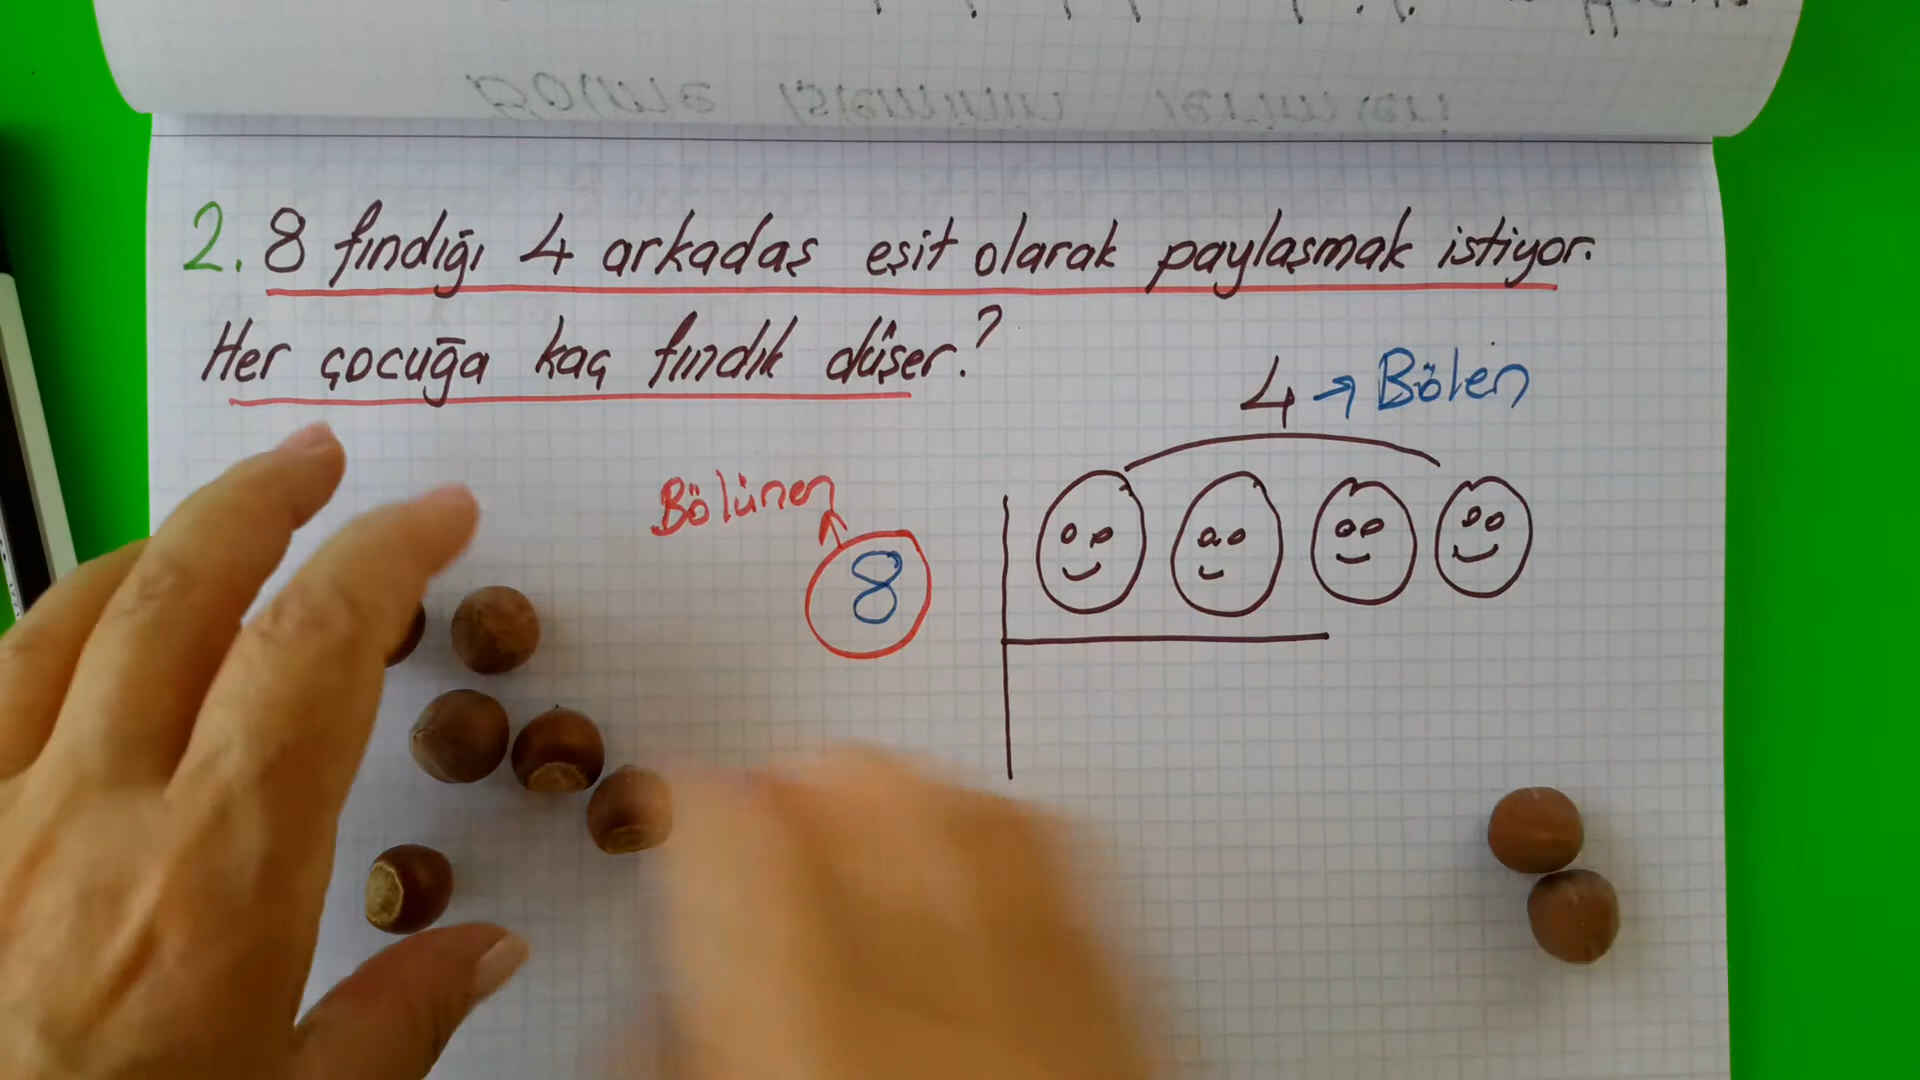 2. 8 fındığı 4 arkadaş eşit olarak paylaşmak istiyor.
Her çocuğa kaç fındık düşer.?
4 → Bölen
Bölünen
8